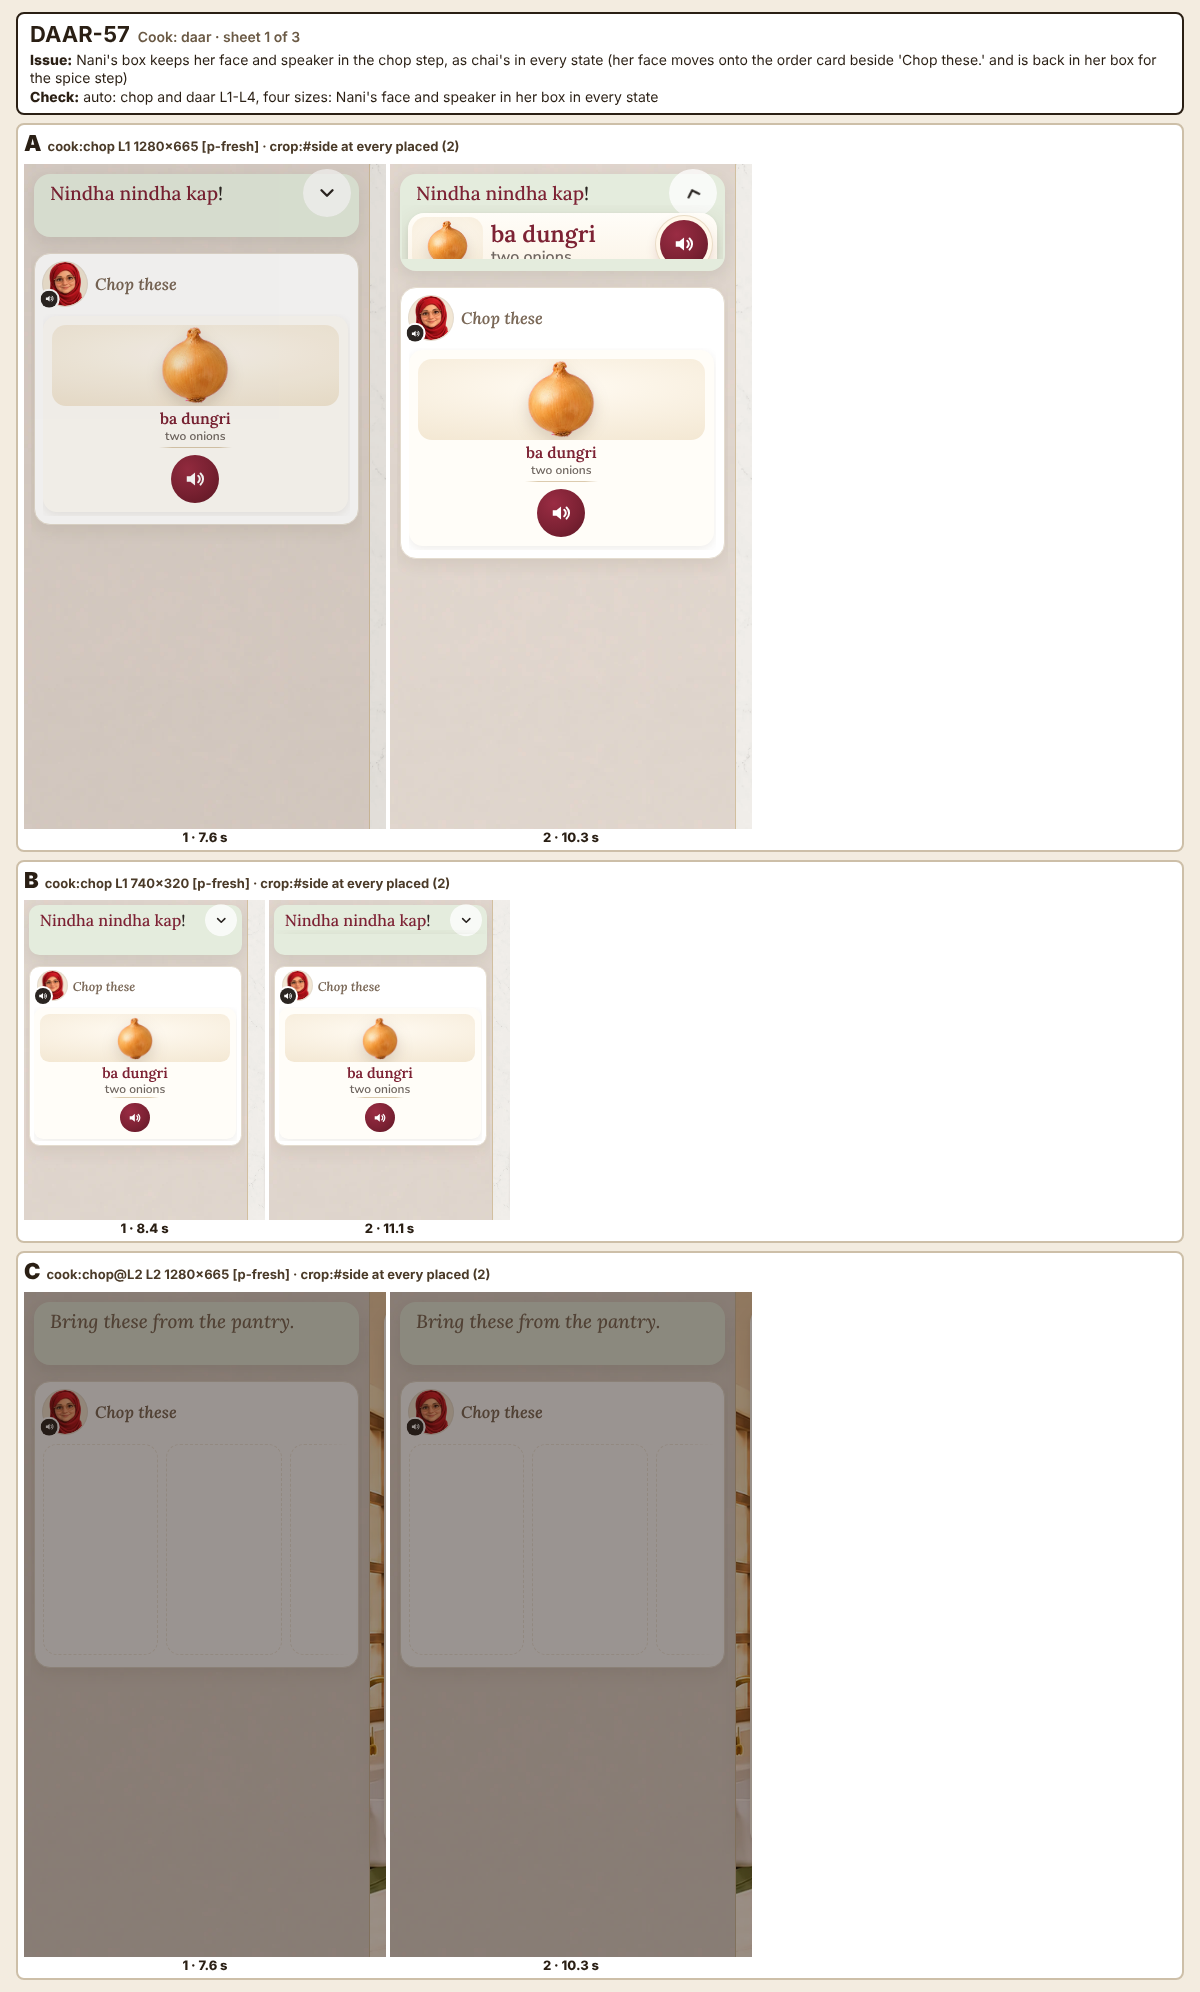 DAAR-57 Cook: daar · sheet 1 of 3
Issue: Nani's box keeps her face and speaker in the chop step, as chai's in every state (her face moves onto the order card beside 'Chop these.' and is back in her box for
the spice step)
Check: auto: chop and daar L1-L4, four sizes: Nani's face and speaker in her box in every state
A cook:chop L1 1280×665 [p-fresh] · crop:#side at every placed (2)
Nindha nindha kap!
Chop these
ba dungri
two onions
1 · 7.6 s
Nindha nindha kap!
ba dungri
two onions
Chop these
ba dungri
two onions
2 · 10.3 s
B cook:chop L1 740×320 [p-fresh] · crop:#side at every placed (2)
Nindha nindha kap!
Chop these
ba dungri
two onions
1 · 8.4 s
Nindha nindha kap!
Chop these
ba dungri
two onions
2 · 11.1 s
C cook:chop@L2 L2 1280×665 [p-fresh] · crop:#side at every placed (2)
Bring these from the pantry.
Chop these
1 · 7.6 s
Bring these from the pantry.
Chop these
2 · 10.3 s